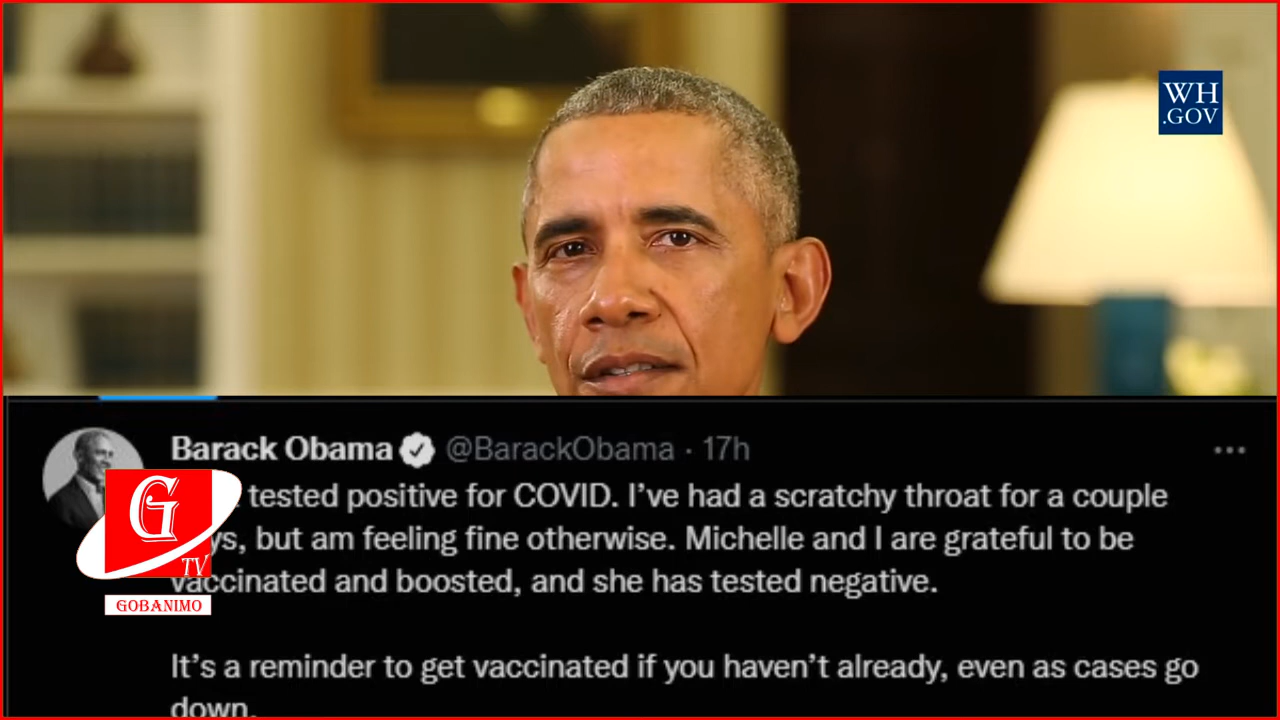 WH
.GOV
Barack Obama @BarackObama · 17h
tested positive for COVID. I've had a scratchy throat for a couple
but am feeling fine otherwise. Michelle and I are grateful to be
vaccinated and boosted, and she has tested negative.
It's a reminder to get vaccinated if you haven't already, even as cases go
down.
G
TV
GOBANIMO